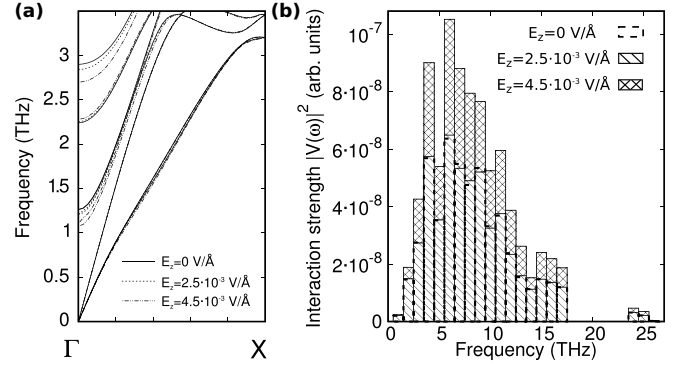 (a)
Frequency (THz)
3
2.5
2
1.5
1
0.5
0
E_z=0 V/Å
E_z=2.5·10^-3 V/Å
E_z=4.5·10^-3 V/Å
Γ X
(b)
Interaction strength |V(ω)|^2 (arb. units)
10^-7
8·10^-8
6·10^-8
4·10^-8
2·10^-8
0
E_z=0 V/Å
E_z=2.5·10^-3 V/Å
E_z=4.5·10^-3 V/Å
0 5 10 15 20 25
Frequency (THz)